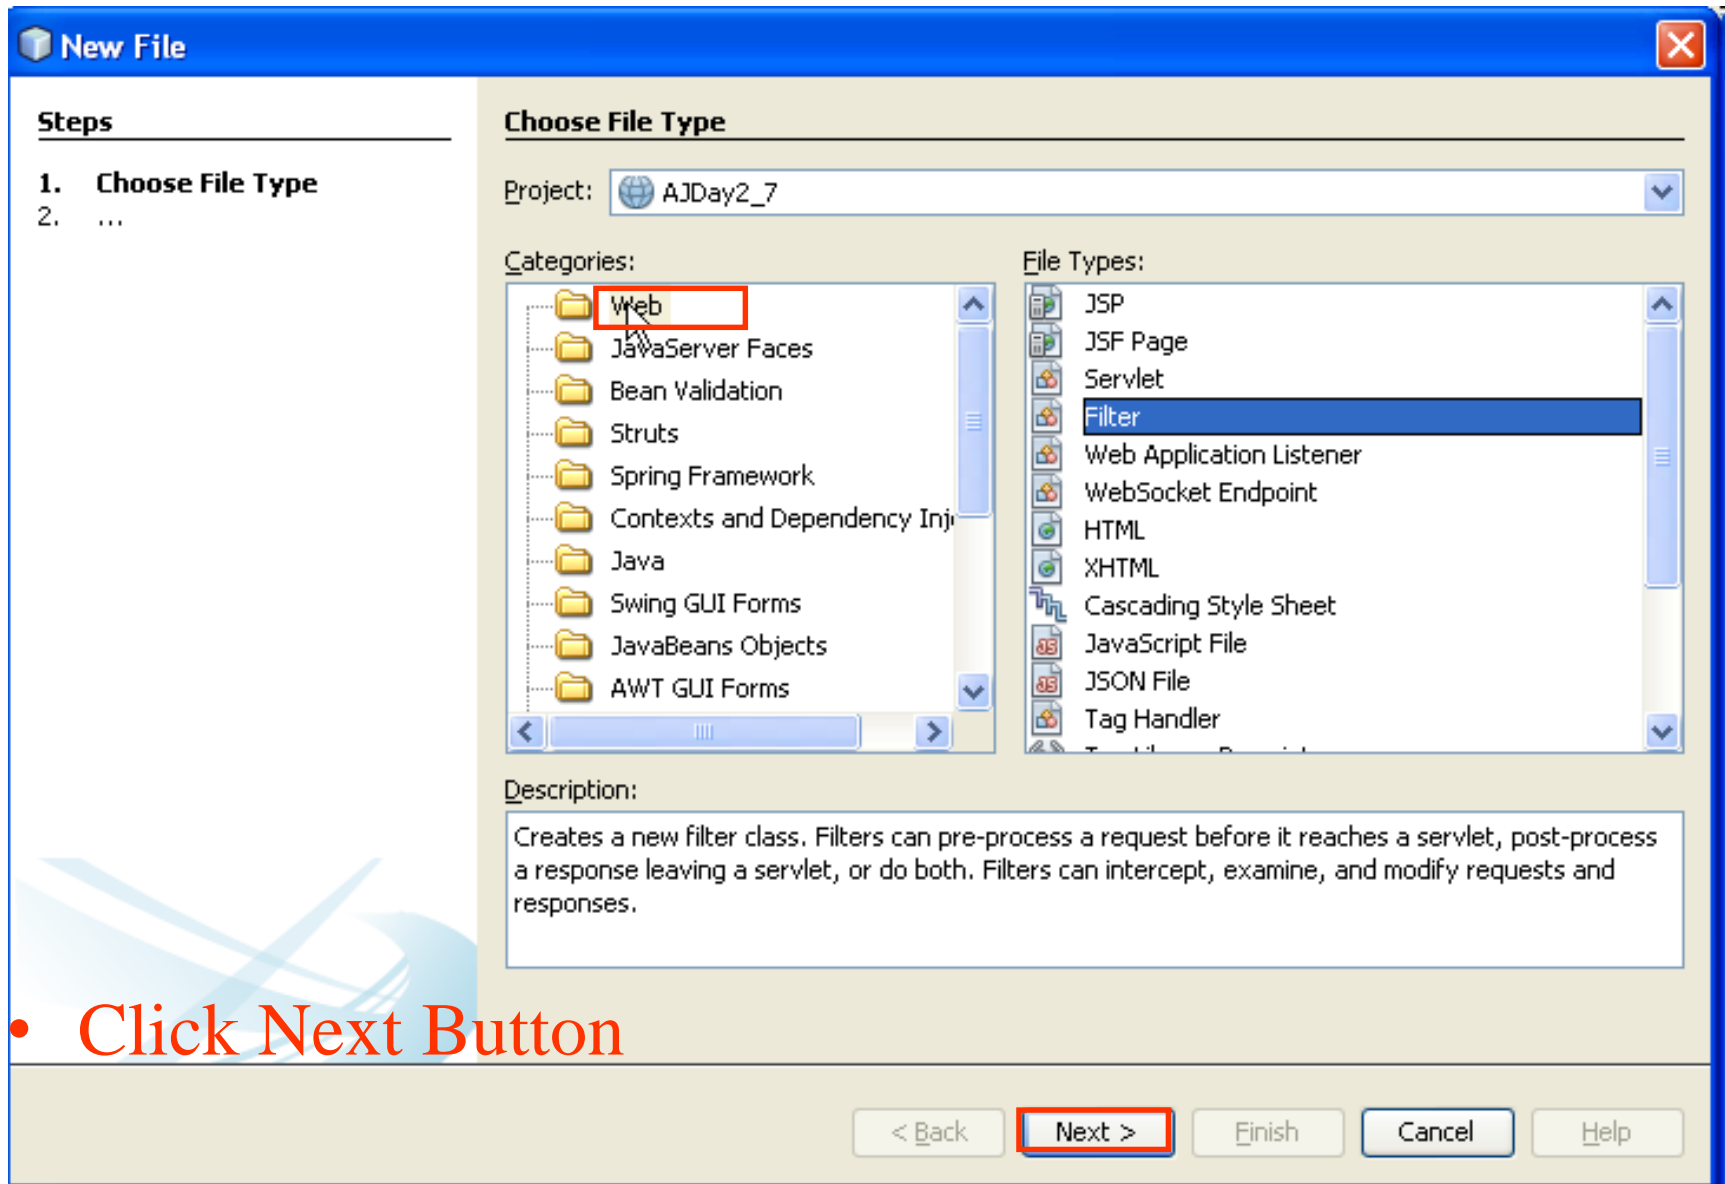 New File
Steps
1. Choose File Type
2. ...
Choose File Type
Project: AJDay2_7
Categories:
Web
JavaServer Faces
Bean Validation
Struts
Spring Framework
Contexts and Dependency Inj
Java
Swing GUI Forms
JavaBeans Objects
AWT GUI Forms
File Types:
JSP
JSF Page
Servlet
Filter
Web Application Listener
WebSocket Endpoint
HTML
XHTML
Cascading Style Sheet
JavaScript File
JSON File
Tag Handler
Description:
Creates a new filter class. Filters can pre-process a request before it reaches a servlet, post-process
a response leaving a servlet, or do both. Filters can intercept, examine, and modify requests and
responses.
• Click Next Button
< Back Next > Finish Cancel Help